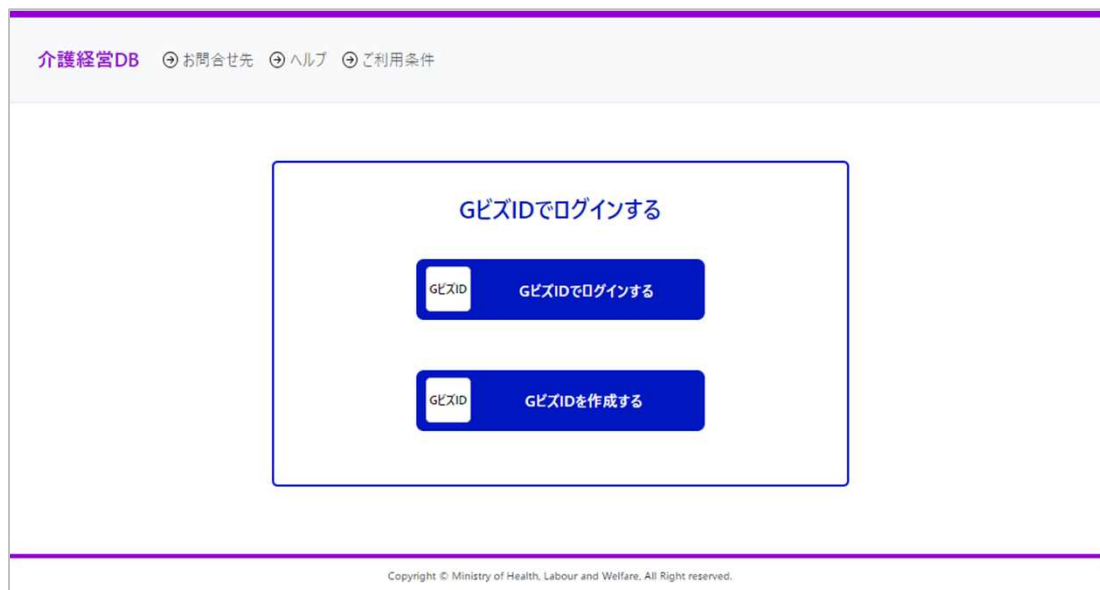 介護経営DB お問合せ先 ヘルプ ご利用条件
GビズIDでログインする
GビズID GビズIDでログインする
GビズID GビズIDを作成する
Copyright © Ministry of Health, Labour and Welfare, All Right reserved.